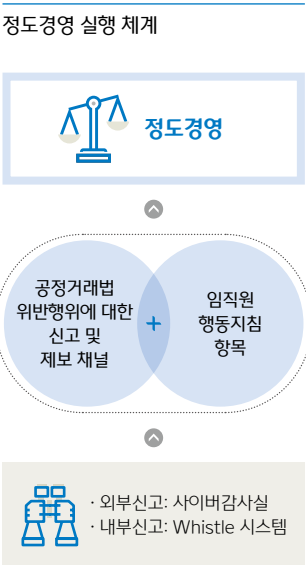 정도경영 실행 체계
정도경영
공정거래법
위반행위에 대한
신고 및
제보 채널
+
임직원
행동지침
항목
· 외부신고: 사이버감사실
· 내부신고: Whistle 시스템